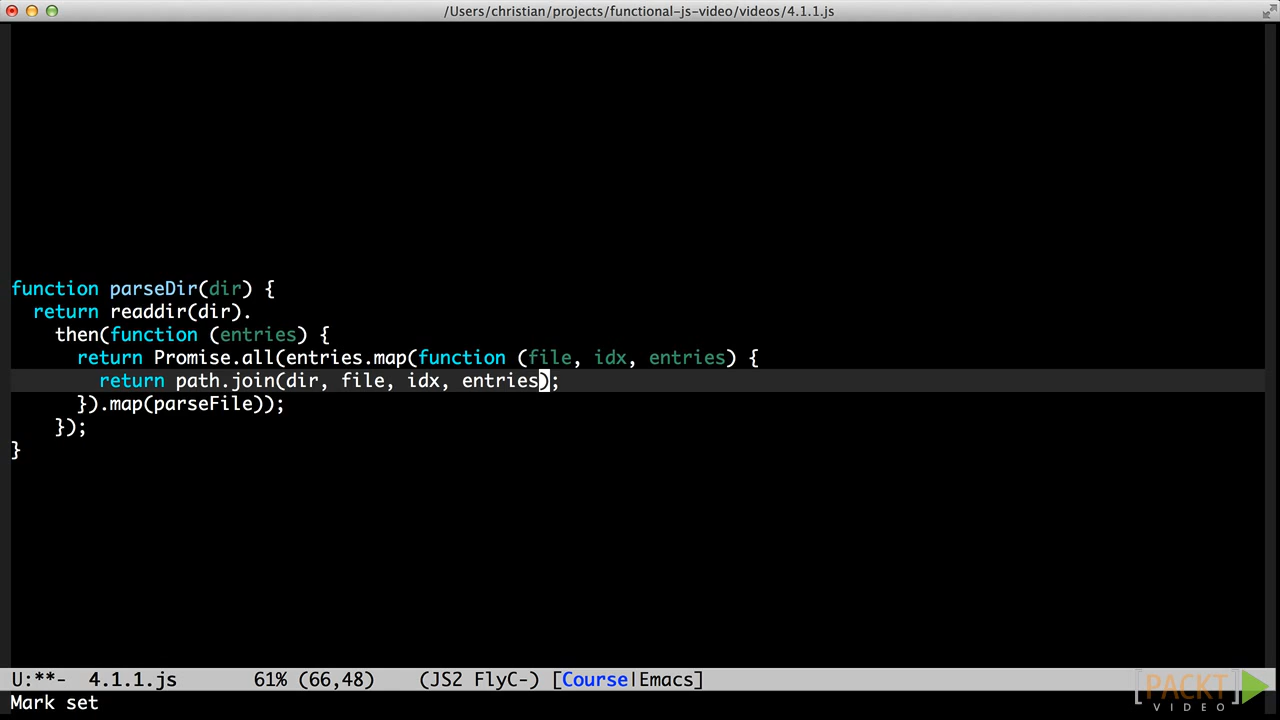 /Users/christian/projects/functional-js-video/videos/4.1.1.js
function parseDir(dir) {
  return readdir(dir).
    then(function (entries) {
      return Promise.all(entries.map(function (file, idx, entries) {
        return path.join(dir, file, idx, entries);
      }).map(parseFile));
    });
}
U:**-  4.1.1.js       61% (66,48)    (JS2 FlyC-) [Course|Emacs]
Mark set
[PACKT]
VIDEO